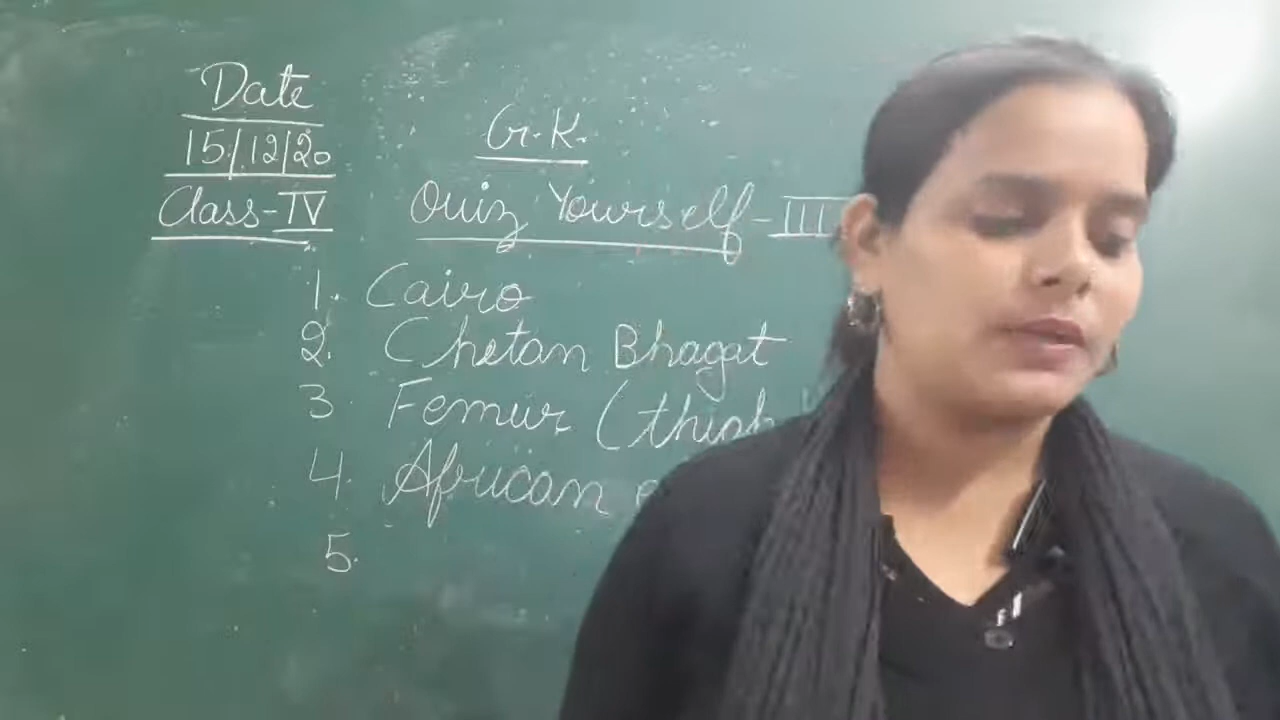 Date
15/12/20
Class-IV
G.K.
Quiz Yourself-III
1. Cairo
2. Chetan Bhagat
3. Femur (thigh
4. African
5.